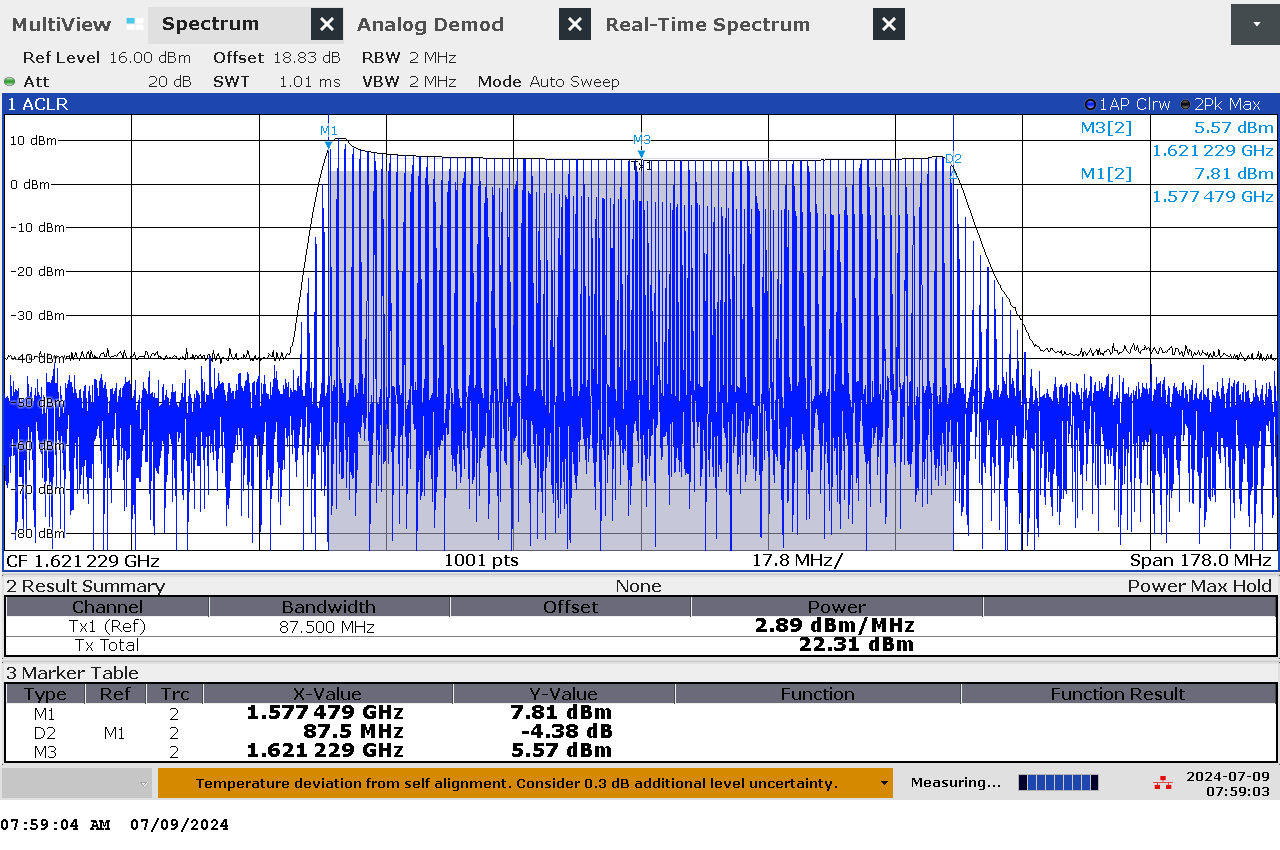 MultiView Spectrum Analog Demod Real-Time Spectrum
Ref Level 16.00 dBm Offset 18.83 dB RBW 2 MHz
Att 20 dB SWT 1.01 ms VBW 2 MHz Mode Auto Sweep
1 ACLR 1AP Clrw 2Pk Max
M3[2] 5.57 dBm
1.621 229 GHz
M1[2] 7.81 dBm
1.577 479 GHz
M1
M3
D2
Tx1
10 dBm
0 dBm
-10 dBm
-20 dBm
-30 dBm
-40 dBm
-50 dBm
-60 dBm
-70 dBm
-80 dBm
CF 1.621 229 GHz 1001 pts 17.8 MHz/ Span 178.0 MHz
2 Result Summary None Power Max Hold
Channel Bandwidth Offset Power
Tx1 (Ref) 87.500 MHz 2.89 dBm/MHz
Tx Total 22.31 dBm
3 Marker Table
Type Ref Trc X-Value Y-Value Function Function Result
M1 2 1.577 479 GHz 7.81 dBm
D2 M1 2 87.5 MHz -4.38 dB
M3 2 1.621 229 GHz 5.57 dBm
Temperature deviation from self alignment. Consider 0.3 dB additional level uncertainty. Measuring... 2024-07-09
07:59:03
07:59:04 AM 07/09/2024